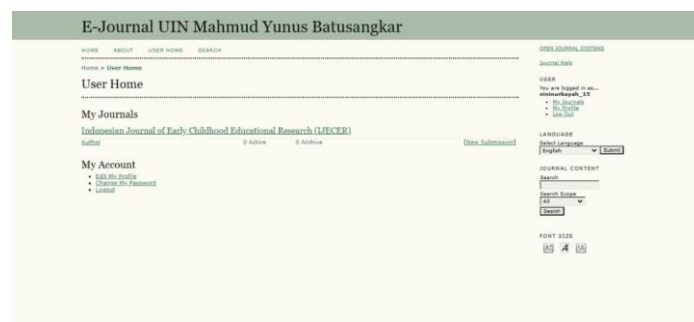 E-Journal UIN Mahmud Yunus Batusangkar
HOME ABOUT USER HOME SEARCH
Home > User Home
User Home
My Journals
Indonesian Journal of Early Childhood Educational Research (IJECER)
Author 0 Active 0 Archive [New Submission]
My Account
Edit My Profile
Change My Password
Logout
OPEN JOURNAL SYSTEMS
Journal Help
USER
You are logged in as...
nininurbayah_15
My Journals
My Profile
Log Out
LANGUAGE
Select Language
English Submit
JOURNAL CONTENT
Search
Search Scope
All
Search
FONT SIZE
A A A